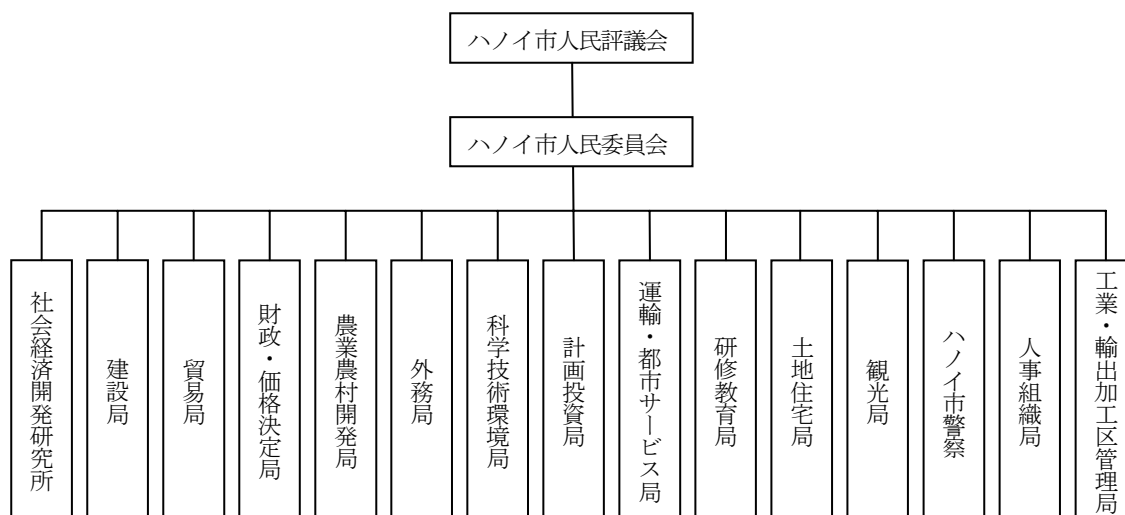 ハノイ市人民評議会
ハノイ市人民委員会
社会経済開発研究所
建設局
貿易局
財政・価格決定局
農業農村開発局
外務局
科学技術環境局
計画投資局
運輸・都市サービス局
研修教育局
土地住宅局
観光局
ハノイ市警察
人事組織局
工業・輸出加工区管理局